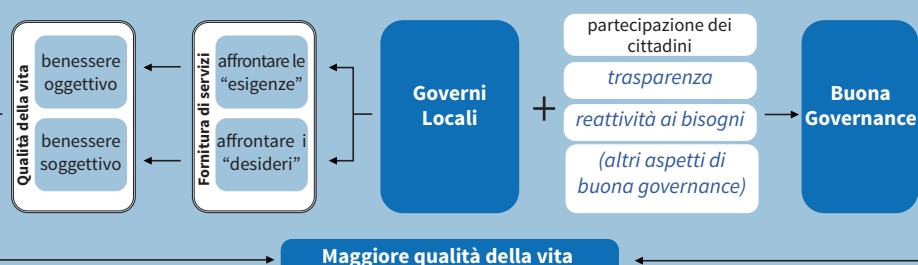 Qualità della vita
benessere
oggettivo
benessere
soggettivo
Fornitura di servizi
affrontare le
“esigenze”
affrontare i
“desideri”
Governi
Locali
+
partecipazione dei
cittadini
trasparenza
reattività ai bisogni
(altri aspetti di
buona governance)
Buona
Governance
Maggiore qualità della vita